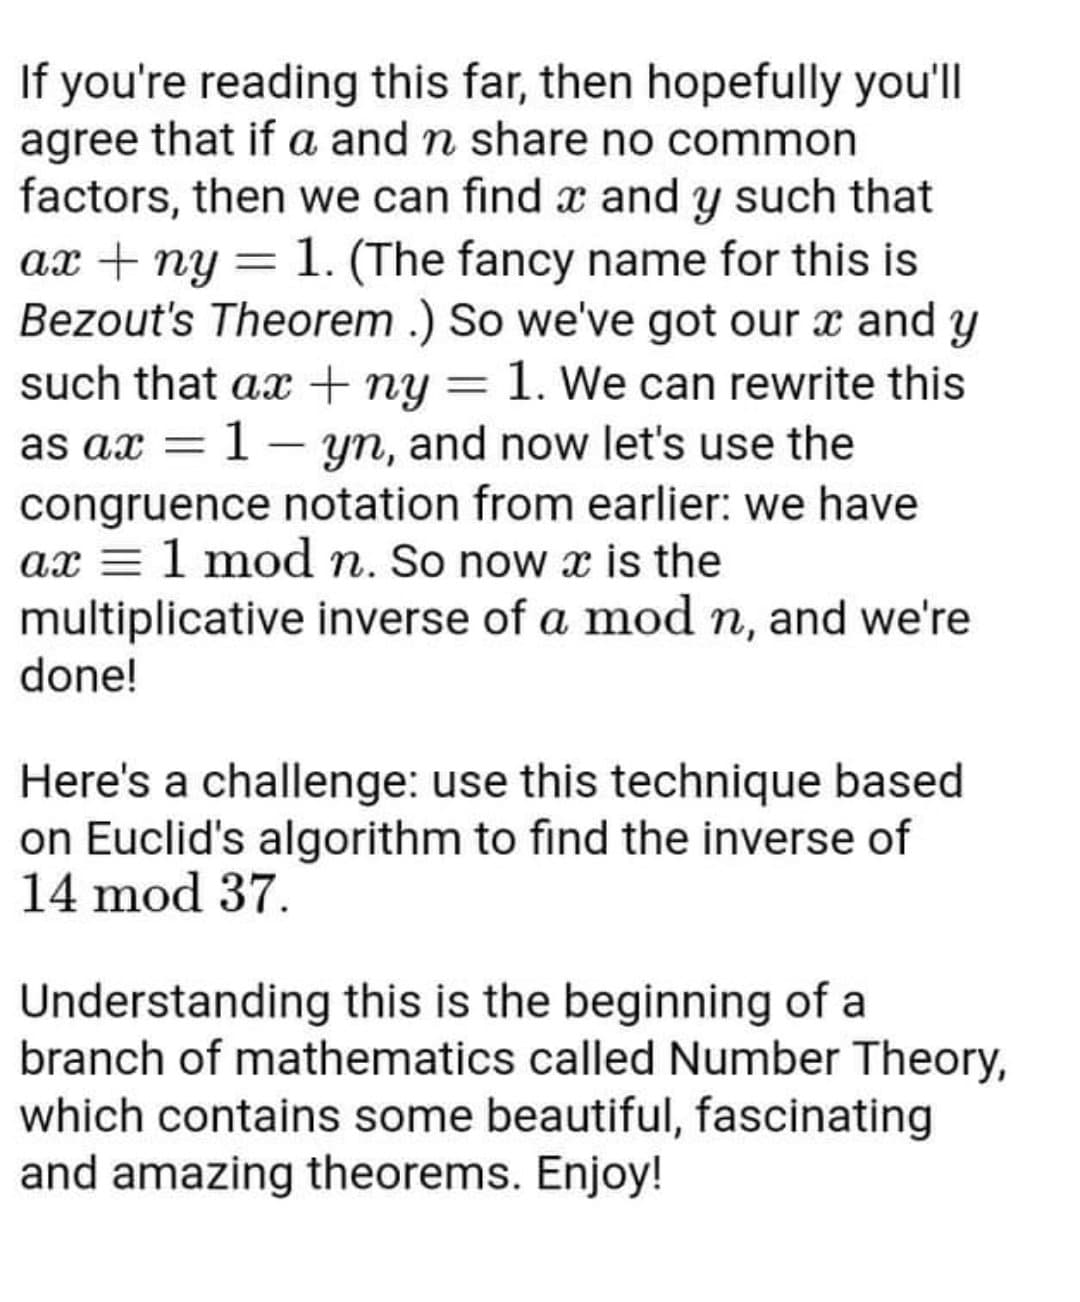 If you're reading this far, then hopefully you'll
agree that if a and n share no common
factors, then we can find x and y such that
ax + ny = 1. (The fancy name for this is
Bezout's Theorem .) So we've got our x and y
such that ax + ny = 1. We can rewrite this
as ax = 1 − yn, and now let's use the
congruence notation from earlier: we have
ax ≡ 1 mod n. So now x is the
multiplicative inverse of a mod n, and we're
done!
Here's a challenge: use this technique based
on Euclid's algorithm to find the inverse of
14 mod 37.
Understanding this is the beginning of a
branch of mathematics called Number Theory,
which contains some beautiful, fascinating
and amazing theorems. Enjoy!